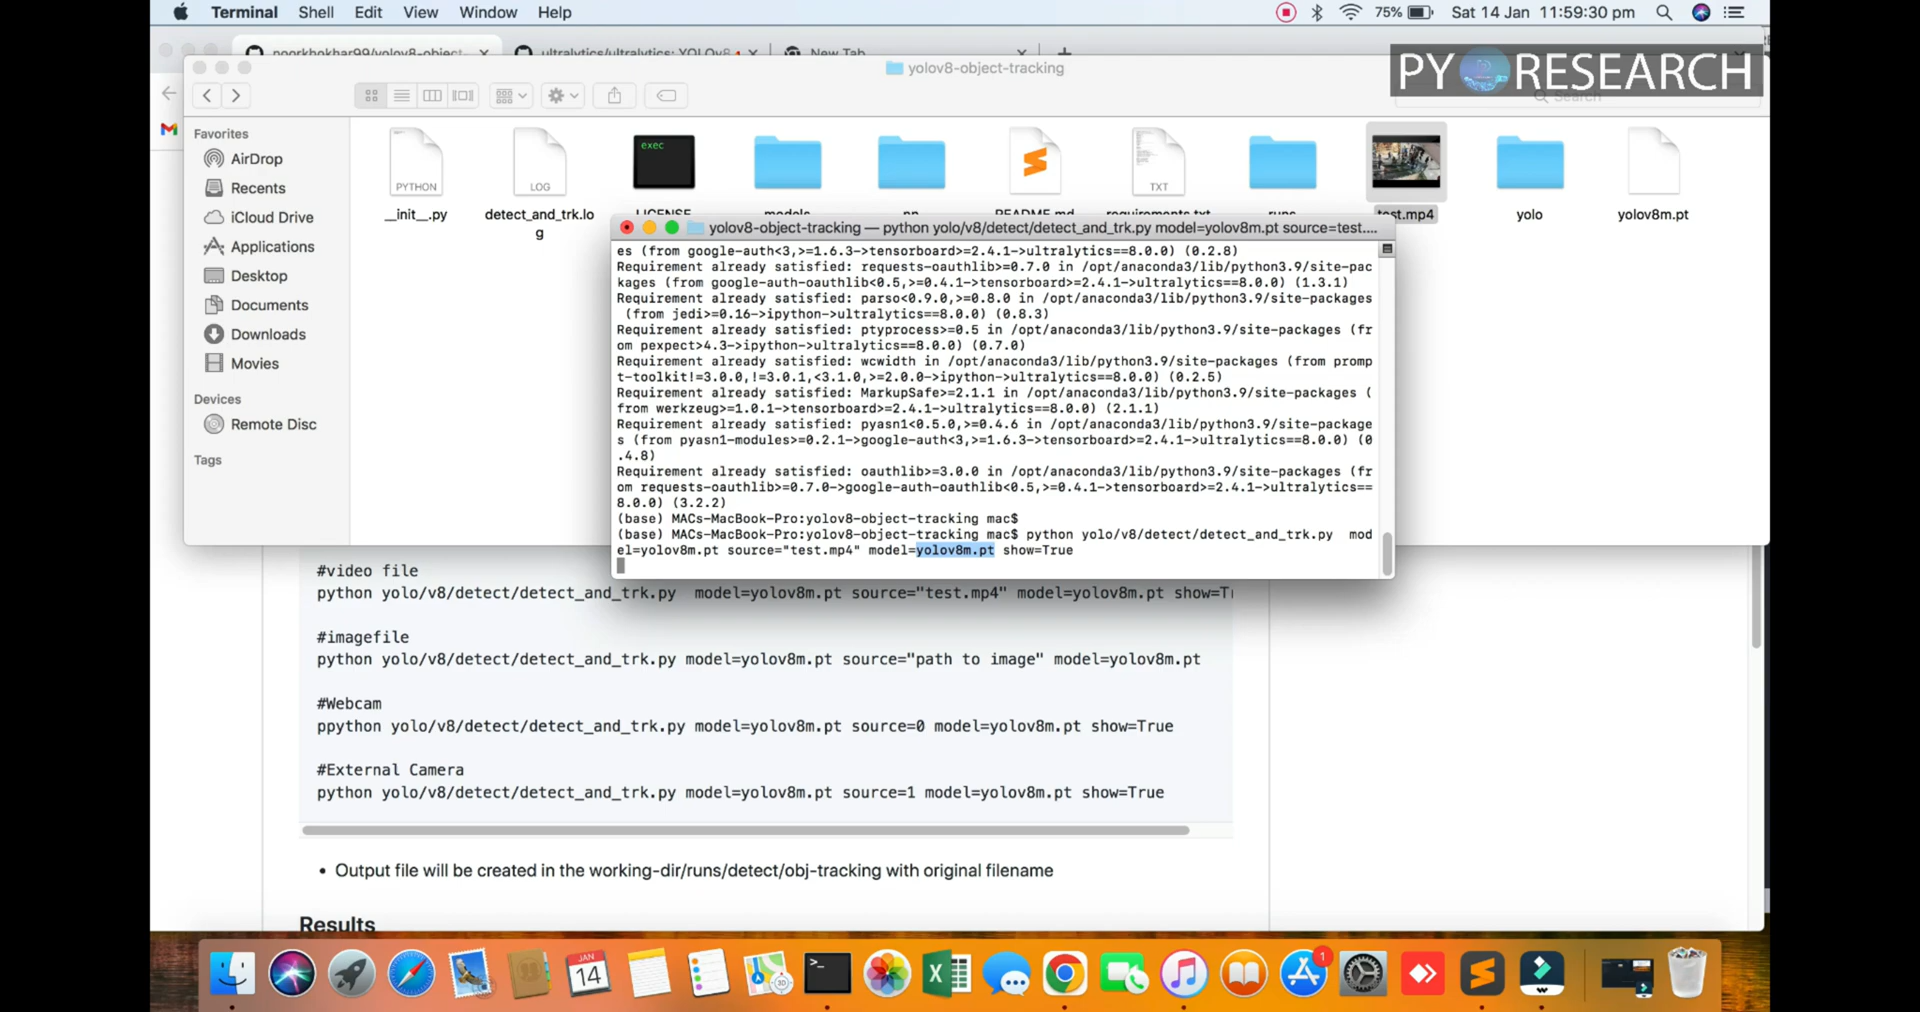 Terminal Shell Edit View Window Help 75% Sat 14 Jan 11:59:30 pm
noorkhokhar99/yolov8-object- ultralytics/ultralytics: YOLOv8 New Tab
yolov8-object-tracking
PY RESEARCH
Search
Favorites
AirDrop
Recents
iCloud Drive
Applications
Desktop
Documents
Downloads
Movies
Devices
Remote Disc
Tags
PYTHON LOG exec TXT
__init__.py detect_and_trk.lo LICENSE models nn README.md requirements.txt runs test.mp4 yolo yolov8m.pt
g
yolov8-object-tracking — python yolo/v8/detect/detect_and_trk.py model=yolov8m.pt source=test....
es (from google-auth<3,>=1.6.3->tensorboard>=2.4.1->ultralytics==8.0.0) (0.2.8)
Requirement already satisfied: requests-oauthlib>=0.7.0 in /opt/anaconda3/lib/python3.9/site-pac
kages (from google-auth-oauthlib<0.5,>=0.4.1->tensorboard>=2.4.1->ultralytics==8.0.0) (1.3.1)
Requirement already satisfied: parso<0.9.0,>=0.8.0 in /opt/anaconda3/lib/python3.9/site-packages
(from jedi>=0.16->ipython->ultralytics==8.0.0) (0.8.3)
Requirement already satisfied: ptyprocess>=0.5 in /opt/anaconda3/lib/python3.9/site-packages (fr
om pexpect>4.3->ipython->ultralytics==8.0.0) (0.7.0)
Requirement already satisfied: wcwidth in /opt/anaconda3/lib/python3.9/site-packages (from promp
t-toolkit!=3.0.0,!=3.0.1,<3.1.0,>=2.0.0->ipython->ultralytics==8.0.0) (0.2.5)
Requirement already satisfied: MarkupSafe>=2.1.1 in /opt/anaconda3/lib/python3.9/site-packages (
from werkzeug>=1.0.1->tensorboard>=2.4.1->ultralytics==8.0.0) (2.1.1)
Requirement already satisfied: pyasn1<0.5.0,>=0.4.6 in /opt/anaconda3/lib/python3.9/site-package
s (from pyasn1-modules>=0.2.1->google-auth<3,>=1.6.3->tensorboard>=2.4.1->ultralytics==8.0.0) (0
.4.8)
Requirement already satisfied: oauthlib>=3.0.0 in /opt/anaconda3/lib/python3.9/site-packages (fr
om requests-oauthlib>=0.7.0->google-auth-oauthlib<0.5,>=0.4.1->tensorboard>=2.4.1->ultralytics==
8.0.0) (3.2.2)
(base) MACs-MacBook-Pro:yolov8-object-tracking mac$
(base) MACs-MacBook-Pro:yolov8-object-tracking mac$ python yolo/v8/detect/detect_and_trk.py mod
el=yolov8m.pt source="test.mp4" model=yolov8m.pt show=True
#video file
python yolo/v8/detect/detect_and_trk.py model=yolov8m.pt source="test.mp4" model=yolov8m.pt show=Tr
#imagefile
python yolo/v8/detect/detect_and_trk.py model=yolov8m.pt source="path to image" model=yolov8m.pt
#Webcam
ppython yolo/v8/detect/detect_and_trk.py model=yolov8m.pt source=0 model=yolov8m.pt show=True
#External Camera
python yolo/v8/detect/detect_and_trk.py model=yolov8m.pt source=1 model=yolov8m.pt show=True
• Output file will be created in the working-dir/runs/detect/obj-tracking with original filename
Results
JAN
14
1